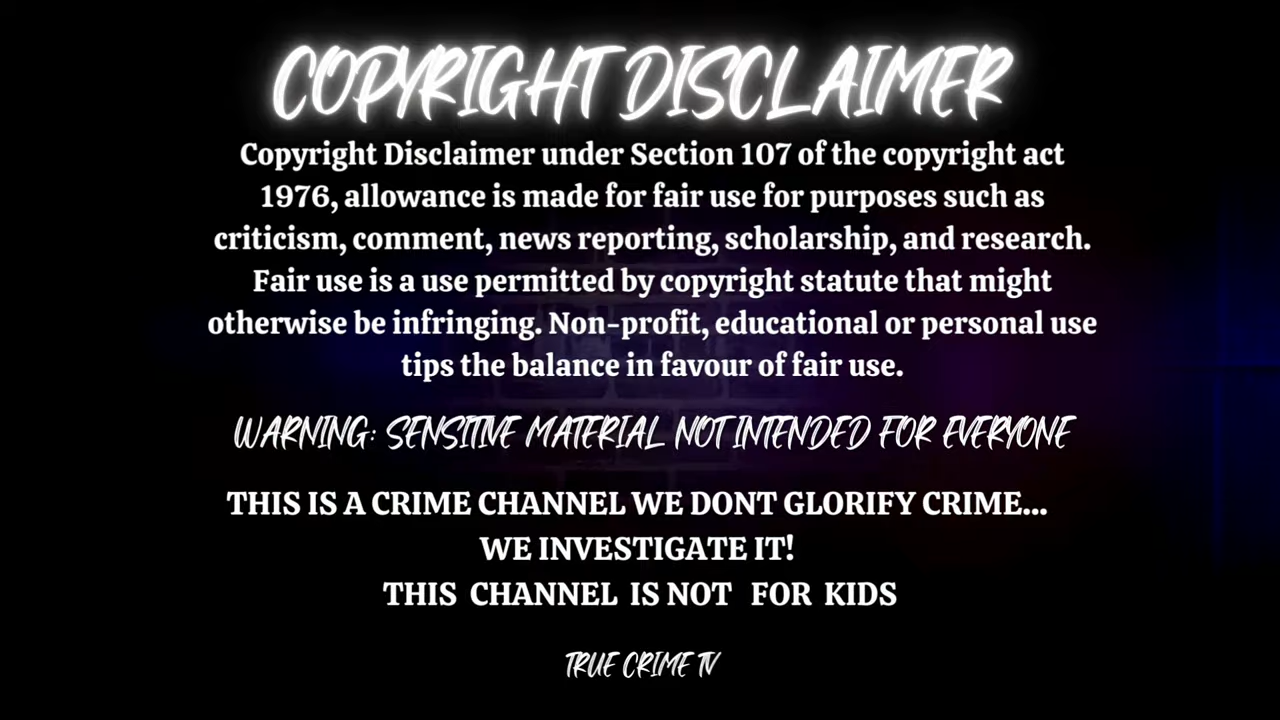 COPYRIGHT DISCLAIMER
Copyright Disclaimer under Section 107 of the copyright act
1976, allowance is made for fair use for purposes such as
criticism, comment, news reporting, scholarship, and research.
Fair use is a use permitted by copyright statute that might
otherwise be infringing. Non-profit, educational or personal use
tips the balance in favour of fair use.
WARNING: SENSITIVE MATERIAL NOT INTENDED FOR EVERYONE
THIS IS A CRIME CHANNEL WE DONT GLORIFY CRIME...
WE INVESTIGATE IT!
THIS CHANNEL IS NOT FOR KIDS
TRUE CRIME TV